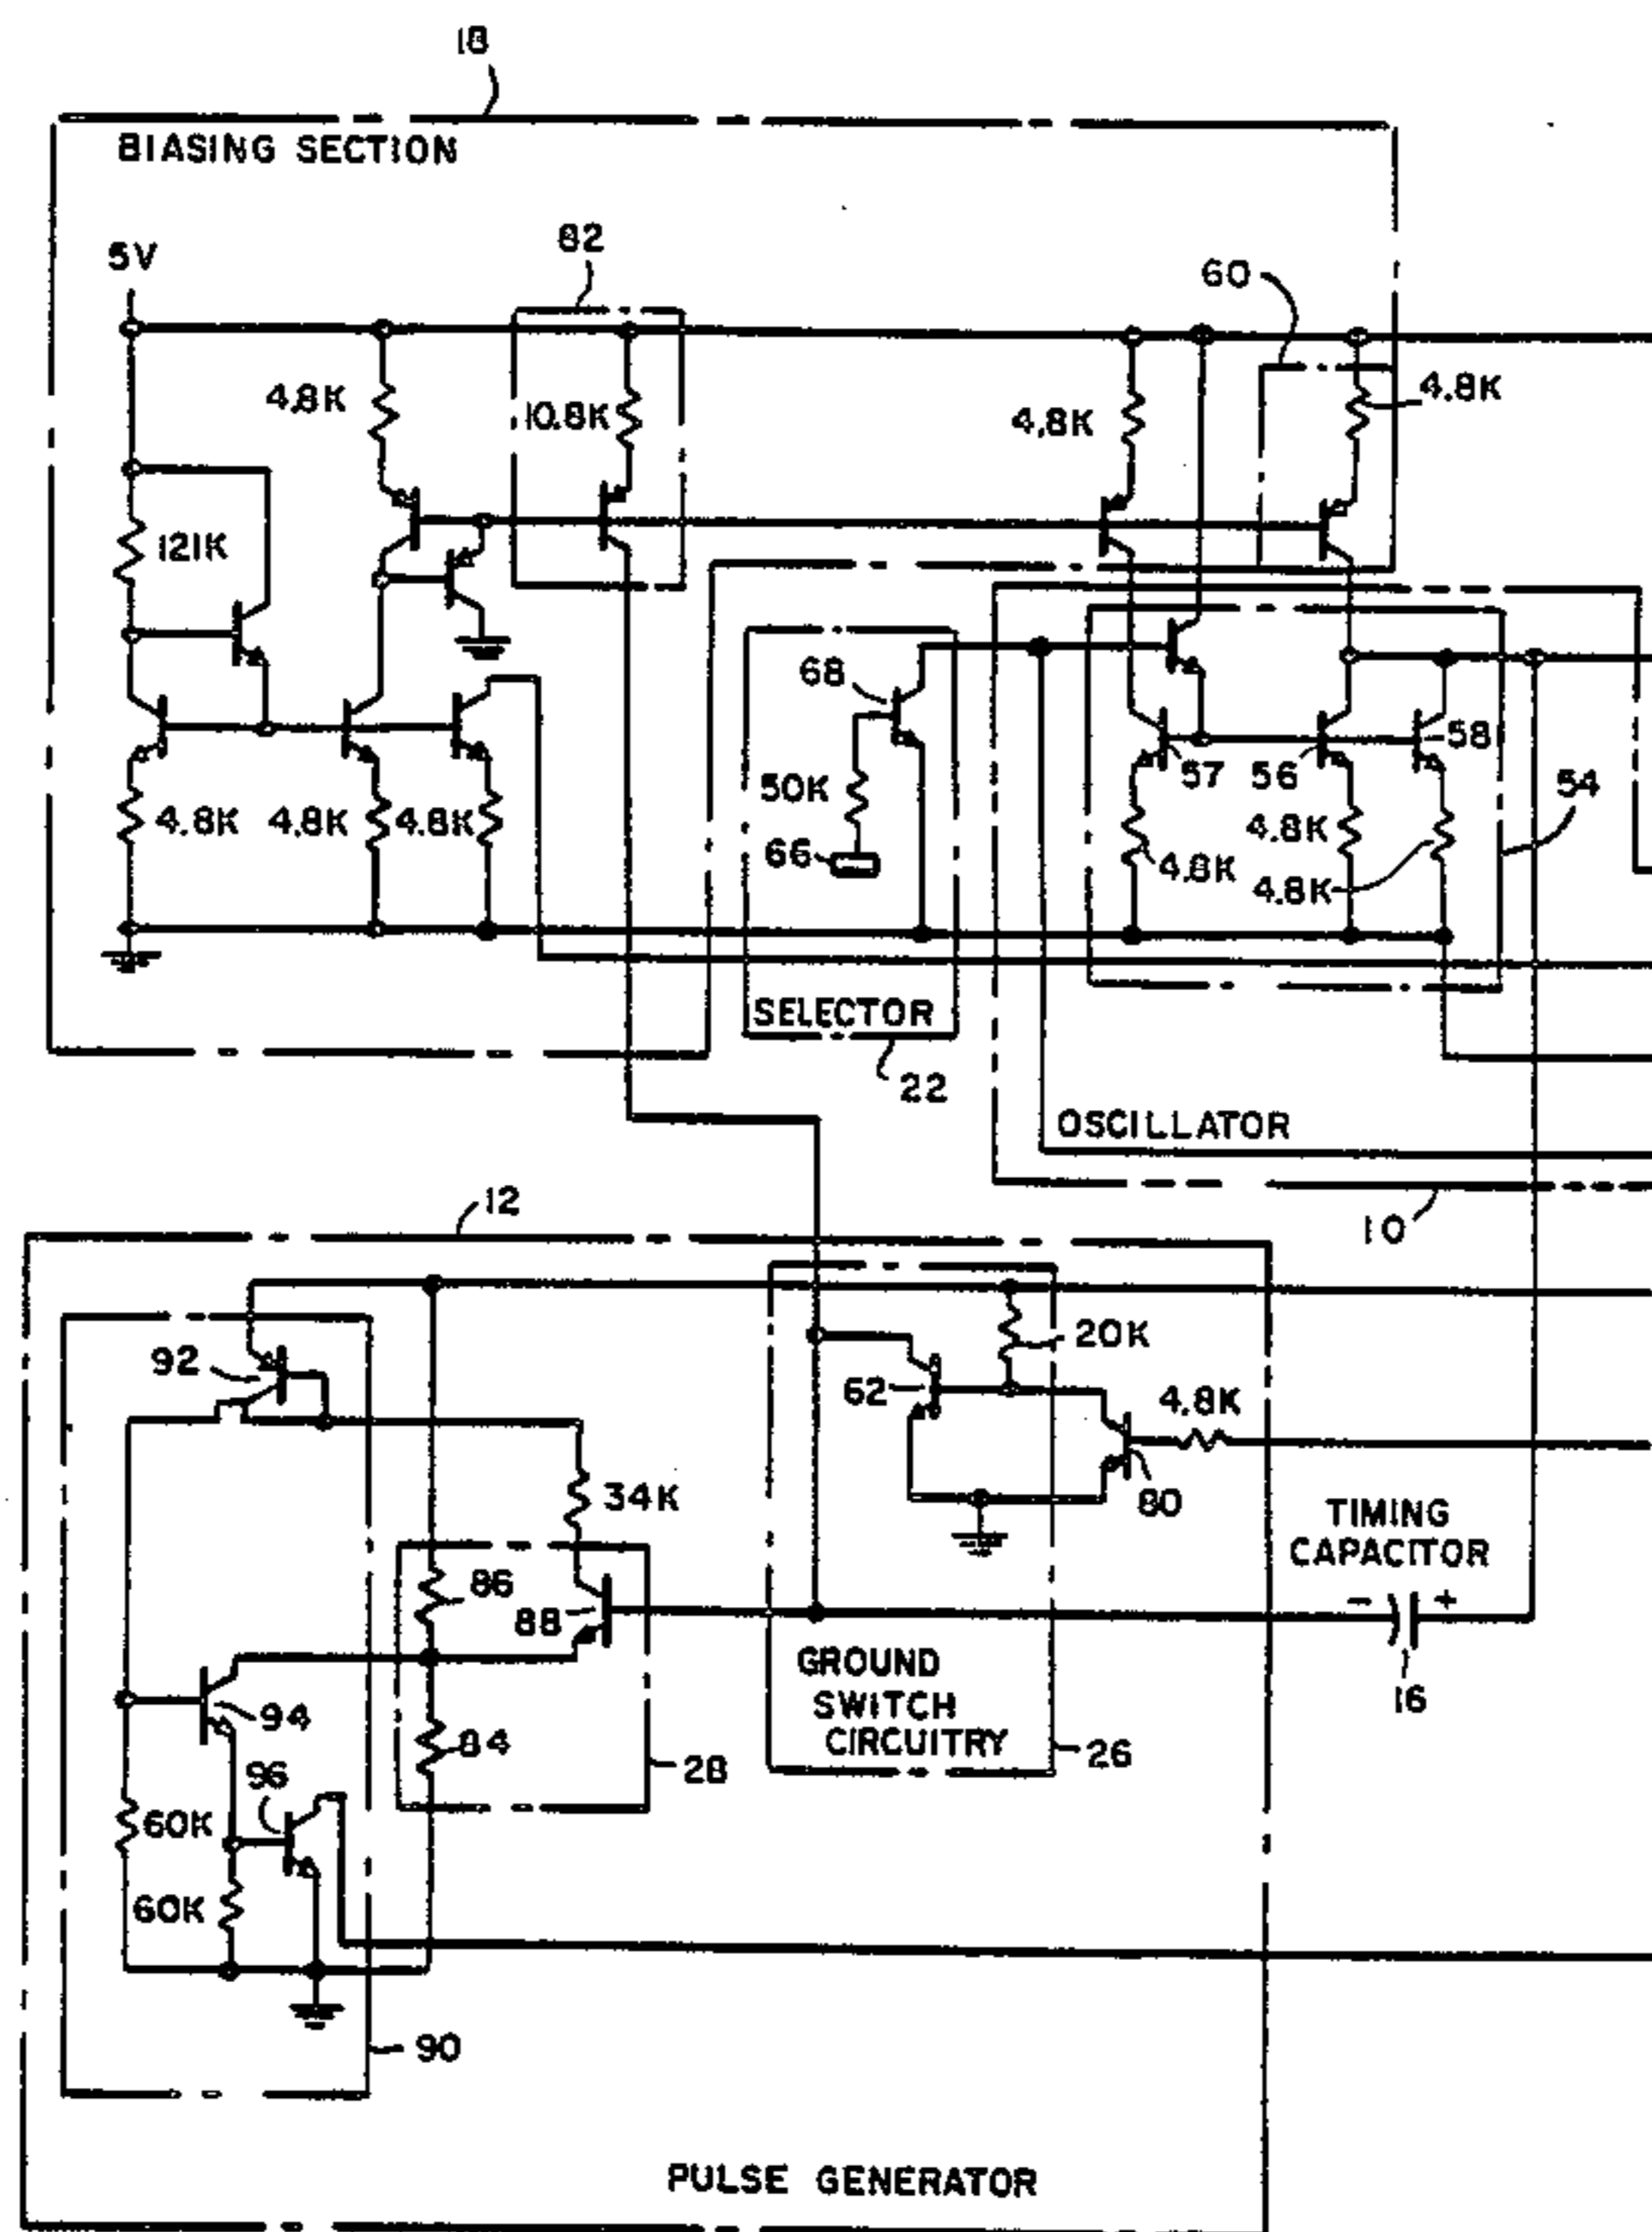 18
BIASING SECTION
82
5V
60
4.8K
10.8K
4.8K
4.8K
121K
68
58
57
56
54
50K
4.8K
4.8K
4.8K
4.8K
66
4.8K
4.8K
SELECTOR
22
OSCILLATOR
12
10
92
20K
62
4.8K
34K
80
TIMING
CAPACITOR
86
88
- +
GROUND
SWITCH
CIRCUITRY
16
94
84
26
96
28
60K
60K
90
PULSE GENERATOR